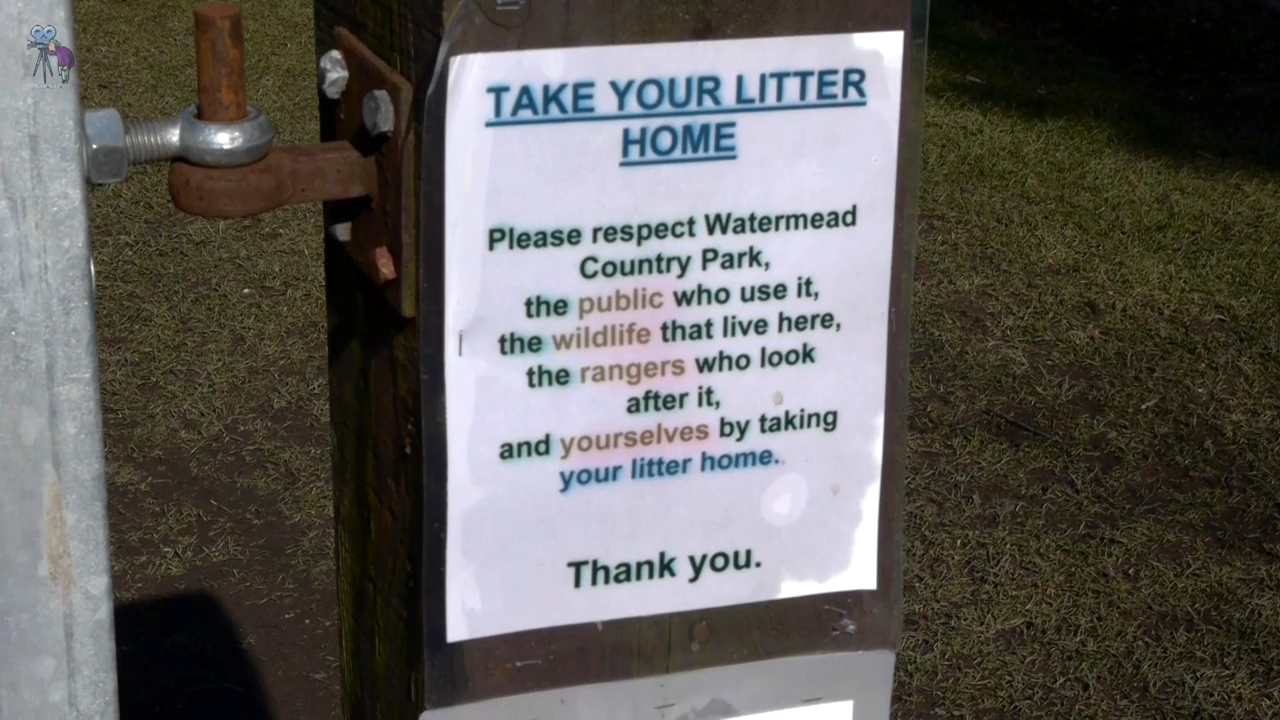 TAKE YOUR LITTER
HOME
Please respect Watermead
Country Park,
the public who use it,
the wildlife that live here,
the rangers who look
after it,
and yourselves by taking
your litter home.
Thank you.